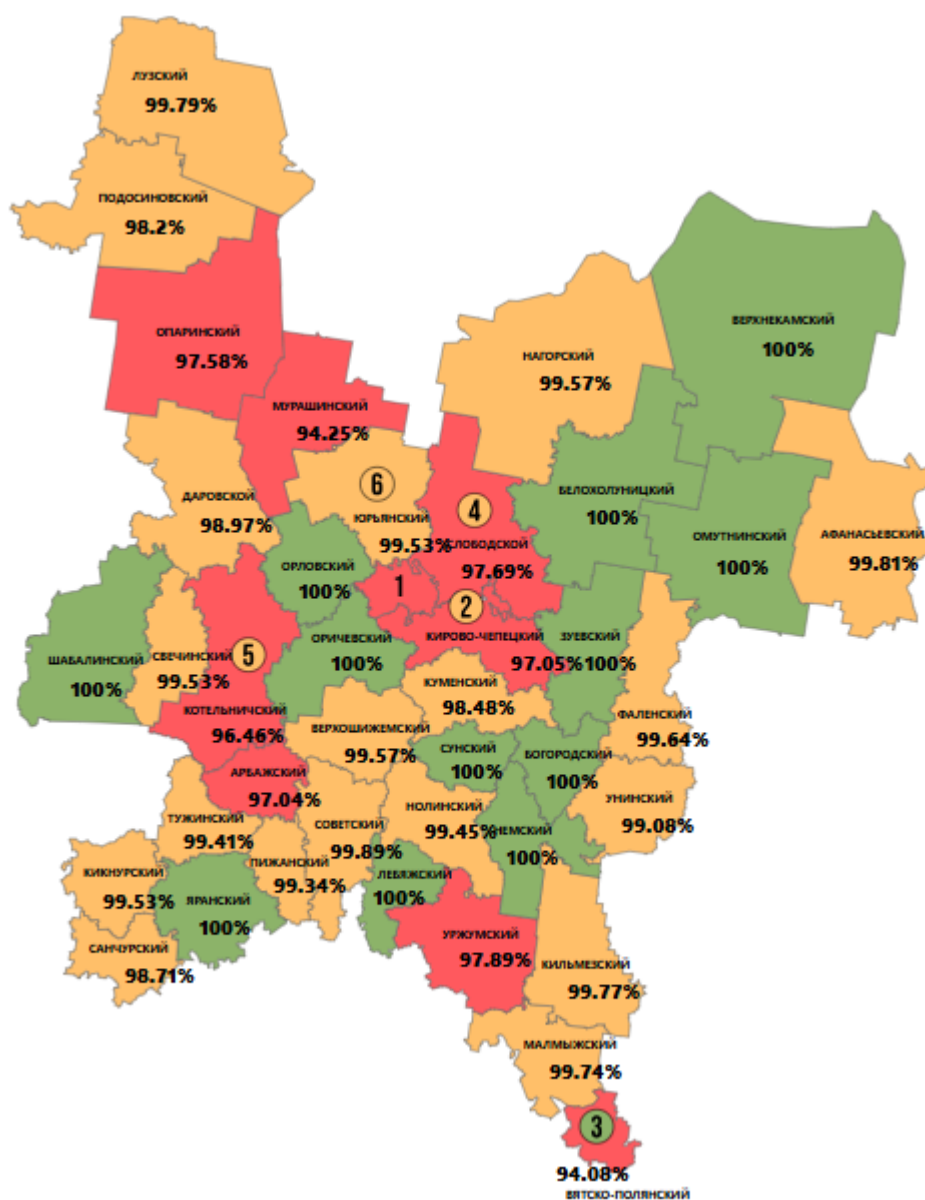 ЛУЗСКИЙ
99.79%
ПОДОСИНОВСКИЙ
98.2%
ОПАРИНСКИЙ
97.58%
ВЕРХНЕКАМСКИЙ
100%
НАГОРСКИЙ
99.57%
МУРАШИНСКИЙ
94.25%
6
ДАРОВСКОЙ
98.97%
ЮРЬЯНСКИЙ
99.53%
4
СЛОБОДСКОЙ
97.69%
БЕЛОХОЛУНИЦКИЙ
100%
ОМУТНИНСКИЙ
100%
АФАНАСЬЕВСКИЙ
99.81%
ОРЛОВСКИЙ
100%
1
2
КИРОВО-ЧЕПЕЦКИЙ
97.05%
ЗУЕВСКИЙ
100%
ШАБАЛИНСКИЙ
100%
СВЕЧИНСКИЙ
99.53%
5
ОРИЧЕВСКИЙ
100%
КОТЕЛЬНИЧСКИЙ
96.46%
КУМЕНСКИЙ
98.48%
ВЕРХОШИЖЕМСКИЙ
99.57%
ФАЛЕНСКИЙ
99.64%
СУНСКИЙ
100%
БОГОРОДСКИЙ
100%
АРБАЖСКИЙ
97.04%
УНИНСКИЙ
99.08%
ТУЖИНСКИЙ
99.41%
СОВЕТСКИЙ
99.89%
НОЛИНСКИЙ
99.45%
НЕМСКИЙ
100%
ПИЖАНСКИЙ
99.34%
КИКНУРСКИЙ
99.53%
ЯРАНСКИЙ
100%
ЛЕБЯЖСКИЙ
100%
САНЧУРСКИЙ
98.71%
УРЖУМСКИЙ
97.89%
КИЛЬМЕЗСКИЙ
99.77%
МАЛМЫЖСКИЙ
99.74%
3
94.08%
ВЯТСКО-ПОЛЯНСКИЙ